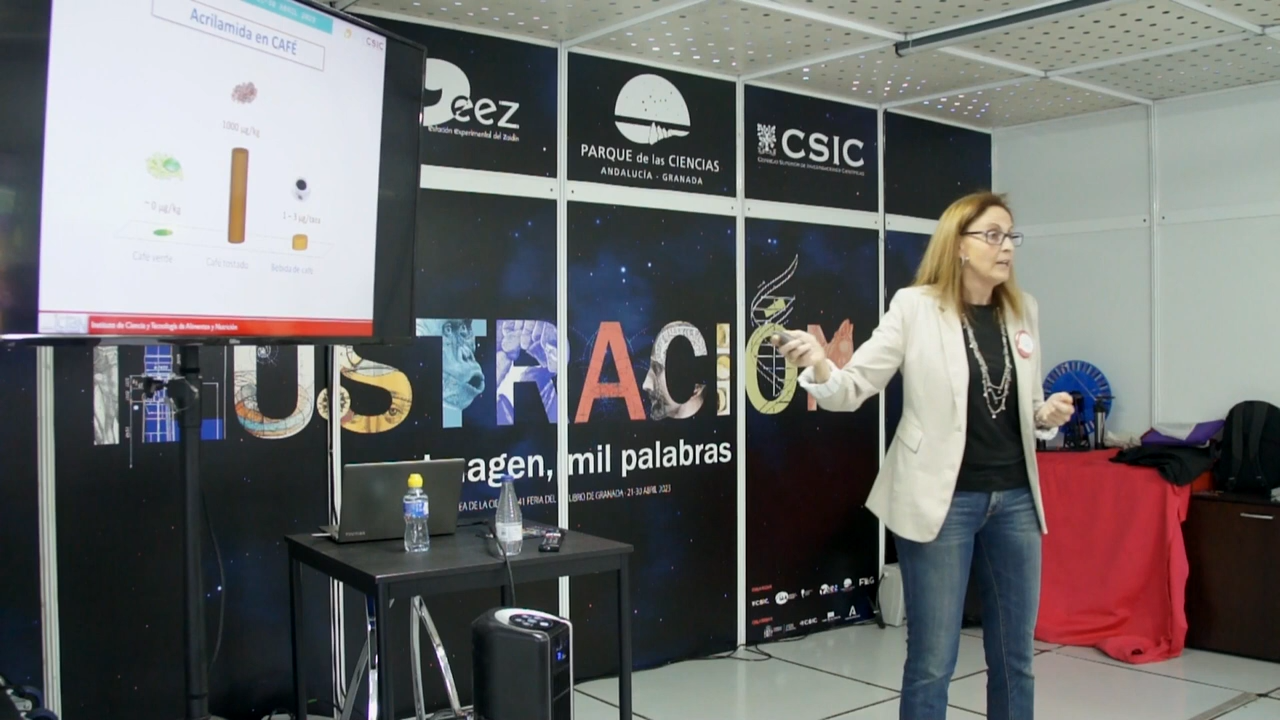 Acrilamida en CAFÉ
CSIC
1000 µg/kg
~ 0 µg/kg
1 - 3 µg/taza
Café verde
Café tostado
Bebida de café
Instituto de Ciencia y Tecnología de Alimentos y Nutrición
eez
Estación Experimental del Zaidín
PARQUE de las CIENCIAS
ANDALUCÍA - GRANADA
CSIC
CONSEJO SUPERIOR DE INVESTIGACIONES CIENTÍFICAS
USTRACIÓN
agen, mil palabras
41 FERIA DEL LIBRO DE GRANADA - 21-30 ABRIL 2023